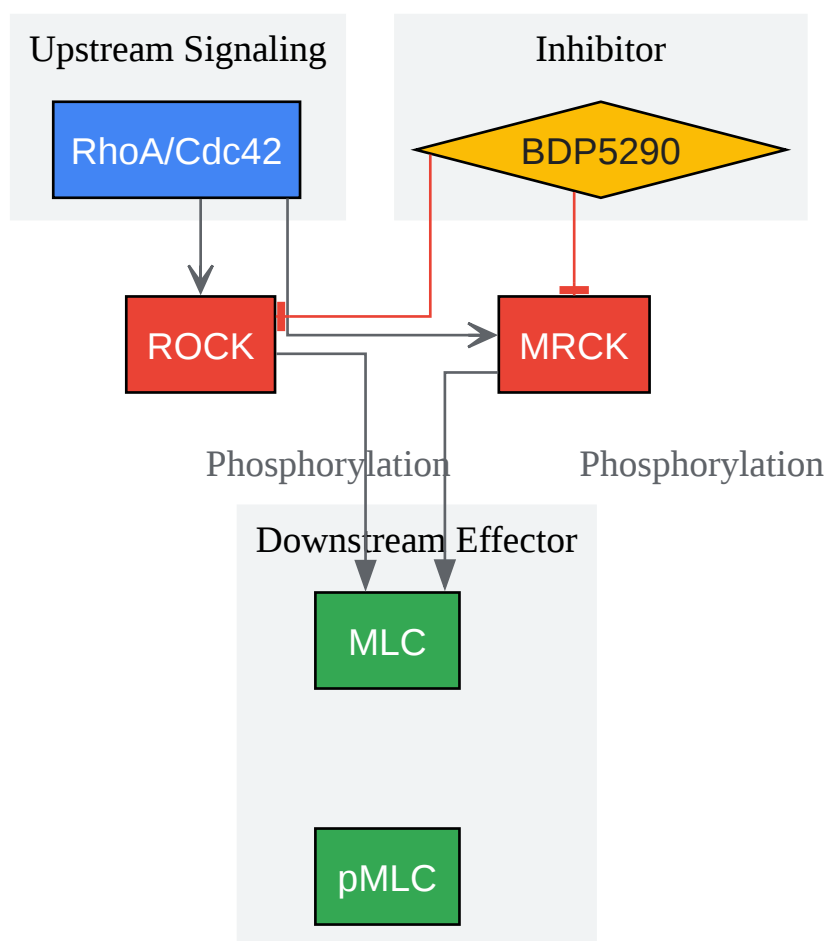 Upstream Signaling
Inhibitor
RhoA/Cdc42
BDP5290
ROCK
MRCK
Phosphorylation
Phosphorylation
Downstream Effector
MLC
pMLC